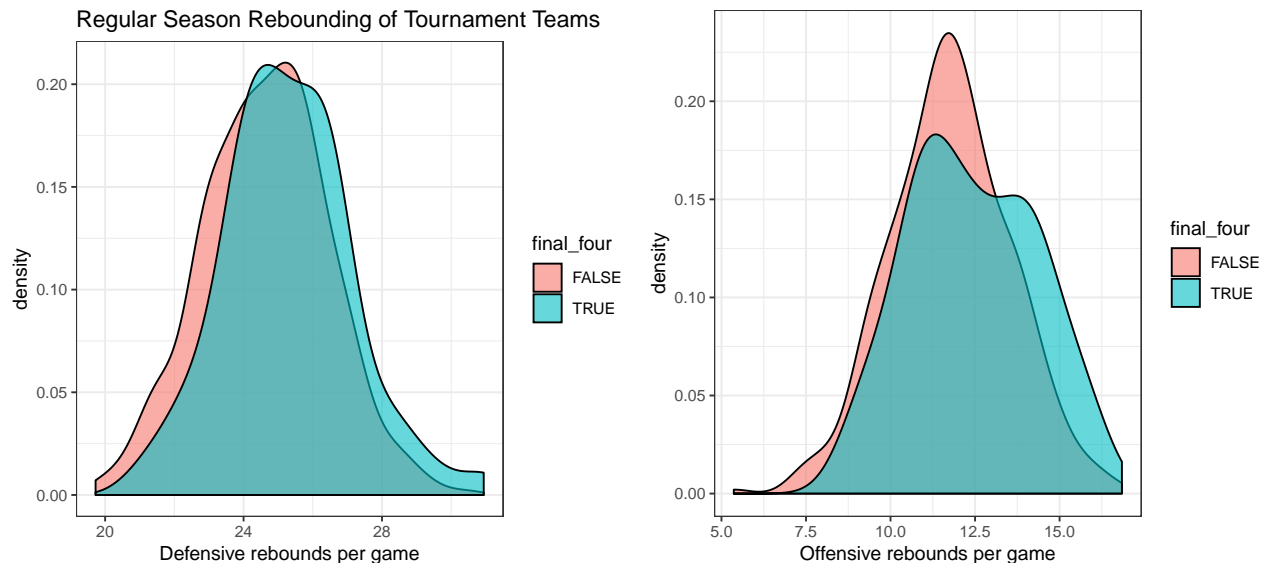 Regular Season Rebounding of Tournament Teams
density
0.20
0.15
0.10
0.05
0.00
20
24
28
Defensive rebounds per game
final_four
FALSE
TRUE
density
0.20
0.15
0.10
0.05
0.00
5.0
7.5
10.0
12.5
15.0
Offensive rebounds per game
final_four
FALSE
TRUE